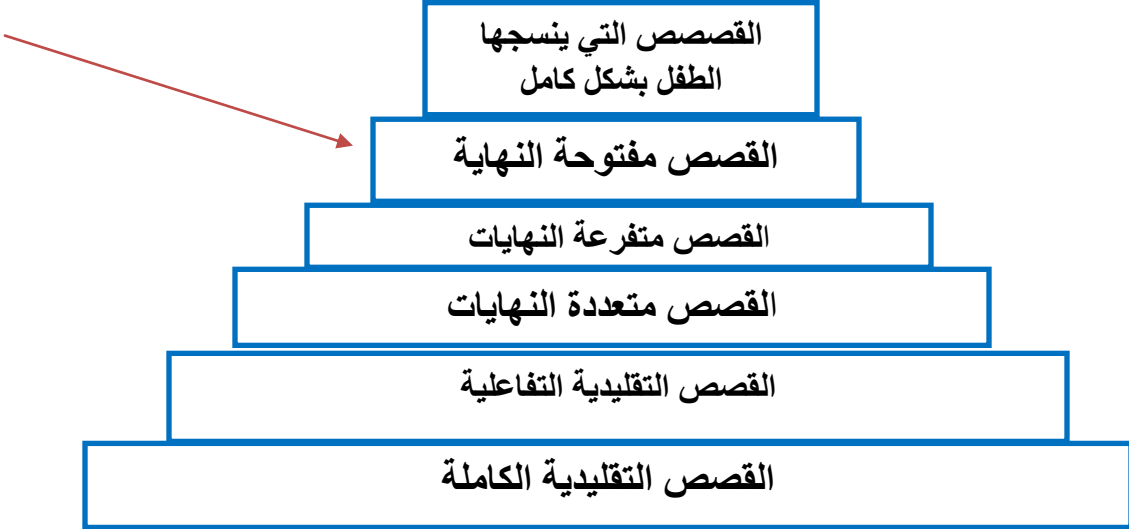 القصصص التي ينسجها
الطفل بشكل كامل
القصص مفتوحة النهاية
القصص متفرعة النهايات
القصص متعددة النهايات
القصص التقليدية التفاعلية
القصص التقليدية الكاملة